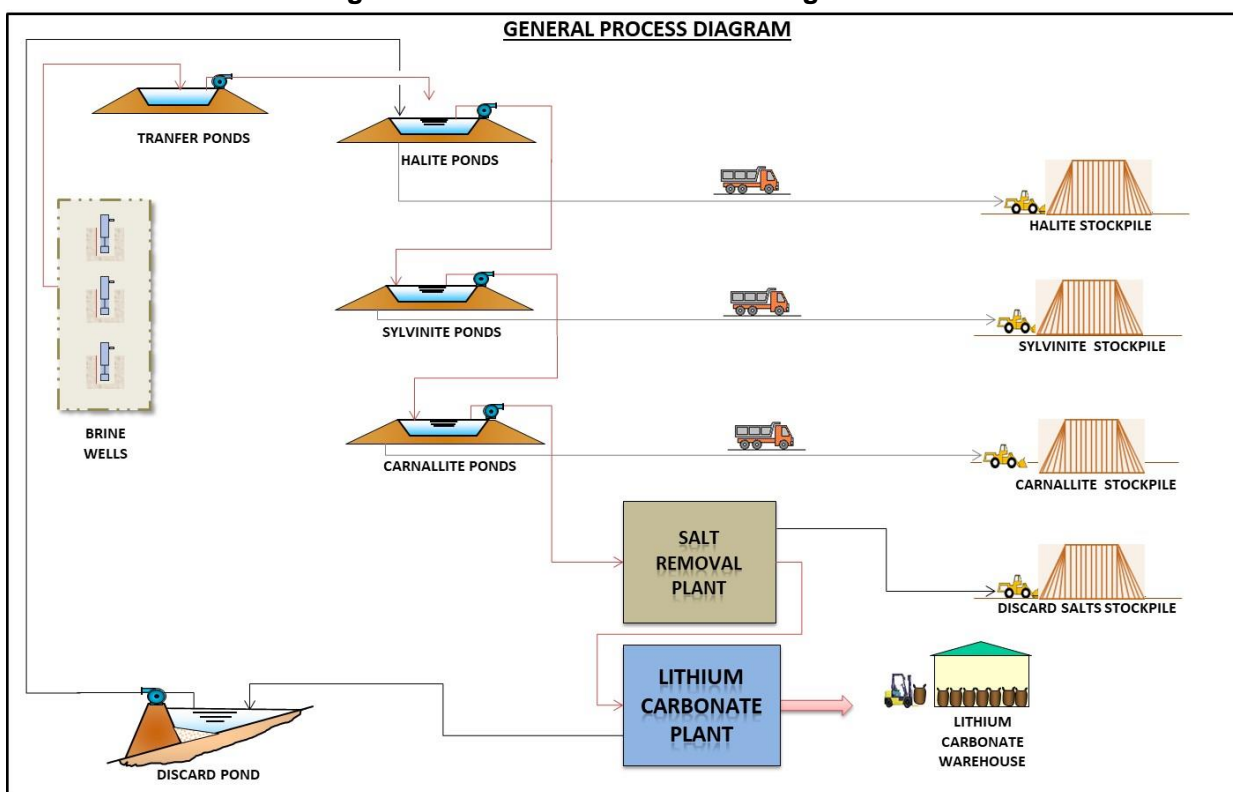 GENERAL PROCESS DIAGRAM
TRANFER PONDS
HALITE PONDS
HALITE STOCKPILE
SYLVINITE PONDS
SYLVINITE STOCKPILE
BRINE
WELLS
CARNALLITE PONDS
CARNALLITE STOCKPILE
SALT
REMOVAL
PLANT
DISCARD SALTS STOCKPILE
LITHIUM
CARBONATE
PLANT
LITHIUM
CARBONATE
WAREHOUSE
DISCARD POND